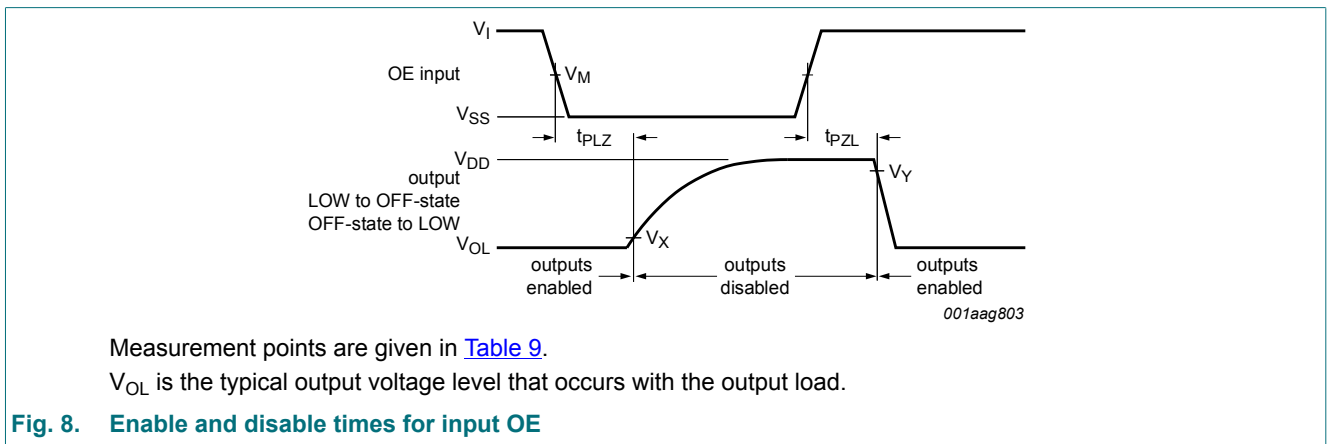 V_I
OE input
V_M
V_SS
t_PLZ
t_PZL
V_DD
output
LOW to OFF-state
OFF-state to LOW
V_Y
V_OL
V_X
outputs
enabled
outputs
disabled
outputs
enabled
001aag803
Measurement points are given in Table 9.
V_OL is the typical output voltage level that occurs with the output load.
Fig. 8. Enable and disable times for input OE